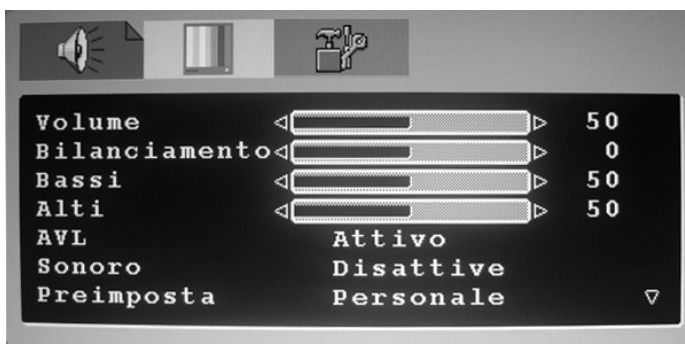 Volume 50
Bilanciamento 0
Bassi 50
Alti 50
AVL Attivo
Sonoro Disattive
Preimposta Personale